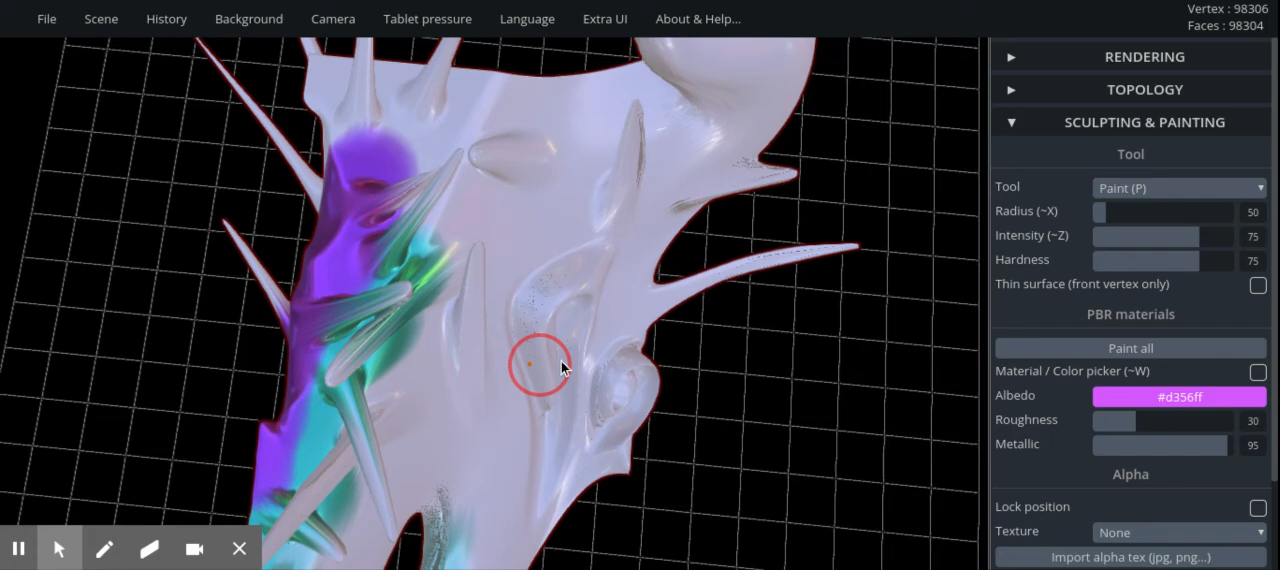 File Scene History Background Camera Tablet pressure Language Extra UI About & Help...
Vertex : 98306
Faces : 98304
RENDERING
TOPOLOGY
SCULPTING & PAINTING
Tool
Tool Paint (P)
Radius (~X) 50
Intensity (~Z) 75
Hardness 75
Thin surface (front vertex only)
PBR materials
Paint all
Material / Color picker (~W)
Albedo #d356ff
Roughness 30
Metallic 95
Alpha
Lock position
Texture None
Import alpha tex (jpg, png...)